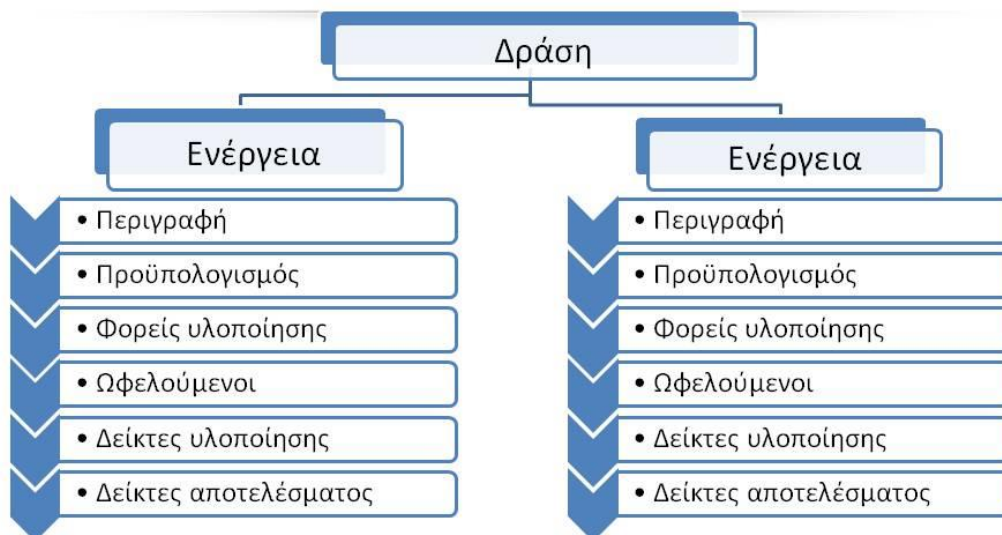 Δράση
Ενέργεια
• Περιγραφή
• Προϋπολογισμός
• Φορείς υλοποίησης
• Ωφελούμενοι
• Δείκτες υλοποίησης
• Δείκτες αποτελέσματος
Ενέργεια
• Περιγραφή
• Προϋπολογισμός
• Φορείς υλοποίησης
• Ωφελούμενοι
• Δείκτες υλοποίησης
• Δείκτες αποτελέσματος